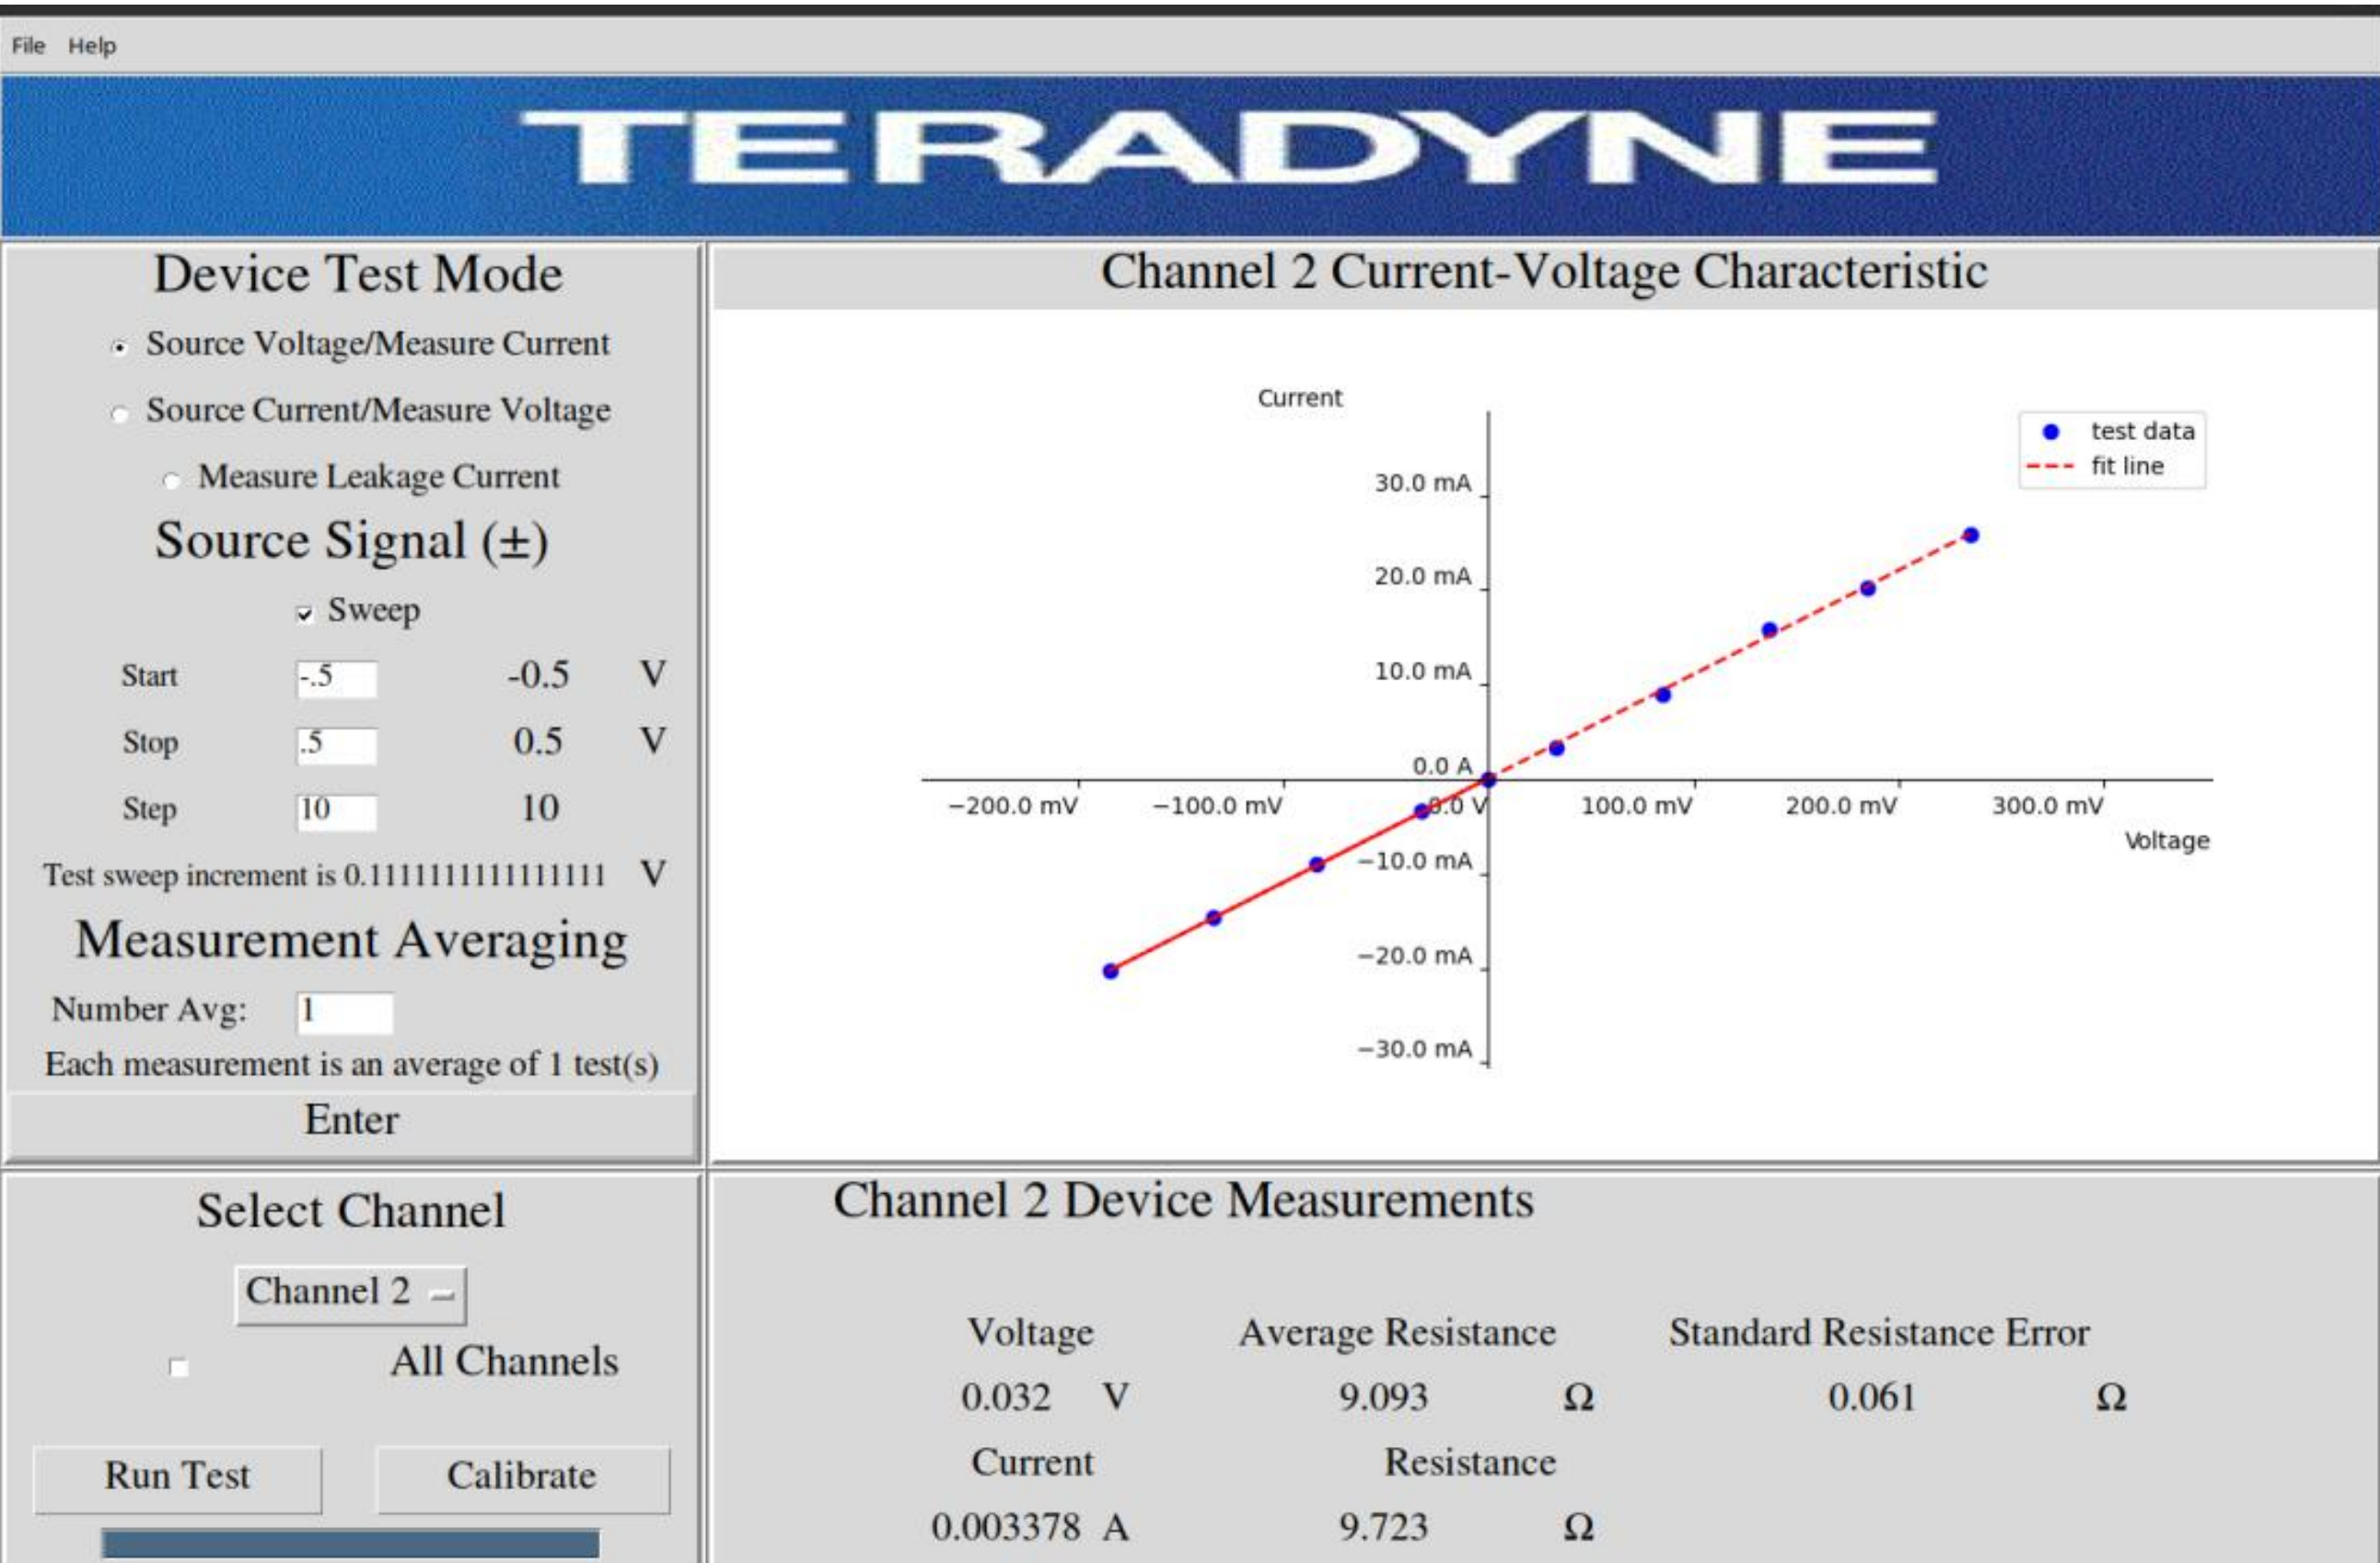 File Help
TERADYNE
Device Test Mode
Source Voltage/Measure Current
Source Current/Measure Voltage
Measure Leakage Current
Source Signal (±)
Sweep
Start -.5 -0.5 V
Stop .5 0.5 V
Step 10 10
Test sweep increment is 0.1111111111111111 V
Measurement Averaging
Number Avg: 1
Each measurement is an average of 1 test(s)
Enter
Channel 2 Current-Voltage Characteristic
Current
test data
fit line
30.0 mA
20.0 mA
10.0 mA
0.0 A
−200.0 mV −100.0 mV 0.0 V 100.0 mV 200.0 mV 300.0 mV
Voltage
−10.0 mA
−20.0 mA
−30.0 mA
Select Channel
Channel 2
All Channels
Run Test Calibrate
Channel 2 Device Measurements
Voltage Average Resistance Standard Resistance Error
0.032 V 9.093 Ω 0.061 Ω
Current Resistance
0.003378 A 9.723 Ω